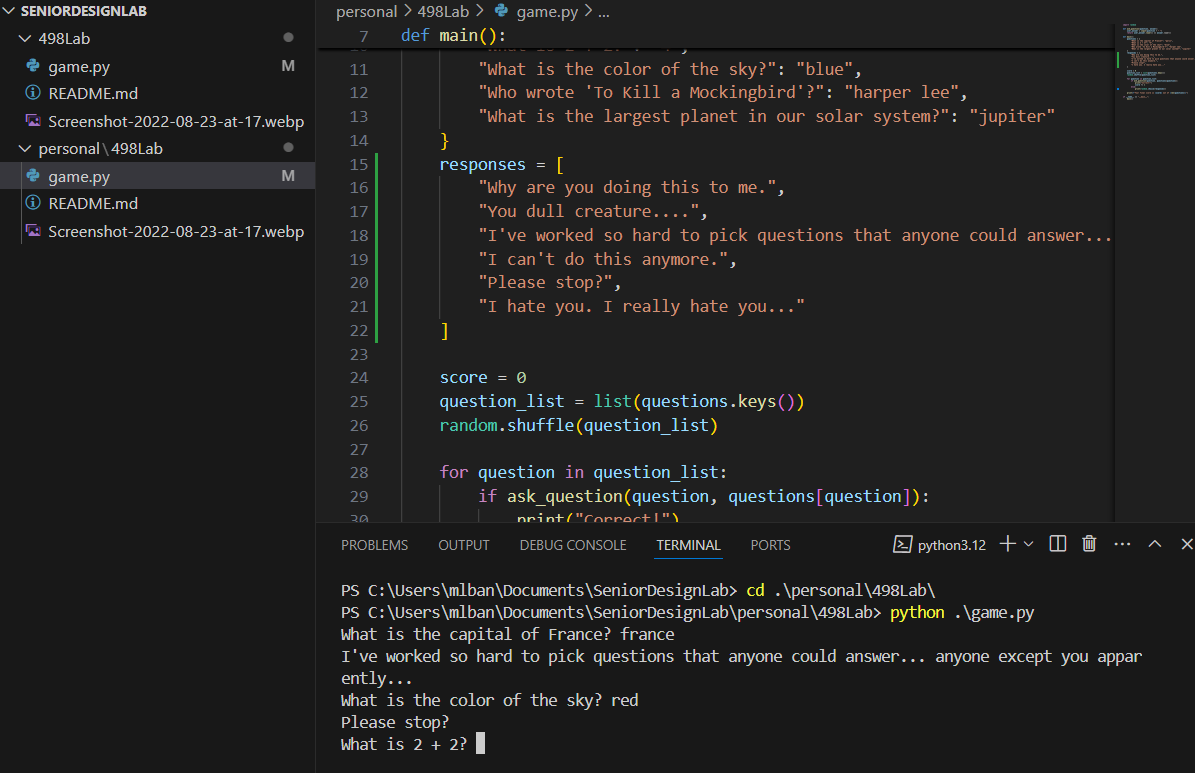 SENIORDESIGNLAB
498Lab
game.py M
README.md
Screenshot-2022-08-23-at-17.webp
personal\498Lab
game.py M
README.md
Screenshot-2022-08-23-at-17.webp
personal > 498Lab > game.py > ...
7 def main():
11 "What is the color of the sky?": "blue",
12 "Who wrote 'To Kill a Mockingbird'?": "harper lee",
13 "What is the largest planet in our solar system?": "jupiter"
14 }
15 responses = [
16 "Why are you doing this to me.",
17 "You dull creature....",
18 "I've worked so hard to pick questions that anyone could answer...
19 "I can't do this anymore.",
20 "Please stop?",
21 "I hate you. I really hate you..."
22 ]
23
24 score = 0
25 question_list = list(questions.keys())
26 random.shuffle(question_list)
27
28 for question in question_list:
29 if ask_question(question, questions[question]):
30 print("Correct!")
PROBLEMS OUTPUT DEBUG CONSOLE TERMINAL PORTS python3.12
PS C:\Users\mlban\Documents\SeniorDesignLab> cd .\personal\498Lab\
PS C:\Users\mlban\Documents\SeniorDesignLab\personal\498Lab> python .\game.py
What is the capital of France? france
I've worked so hard to pick questions that anyone could answer... anyone except you appar
ently...
What is the color of the sky? red
Please stop?
What is 2 + 2?